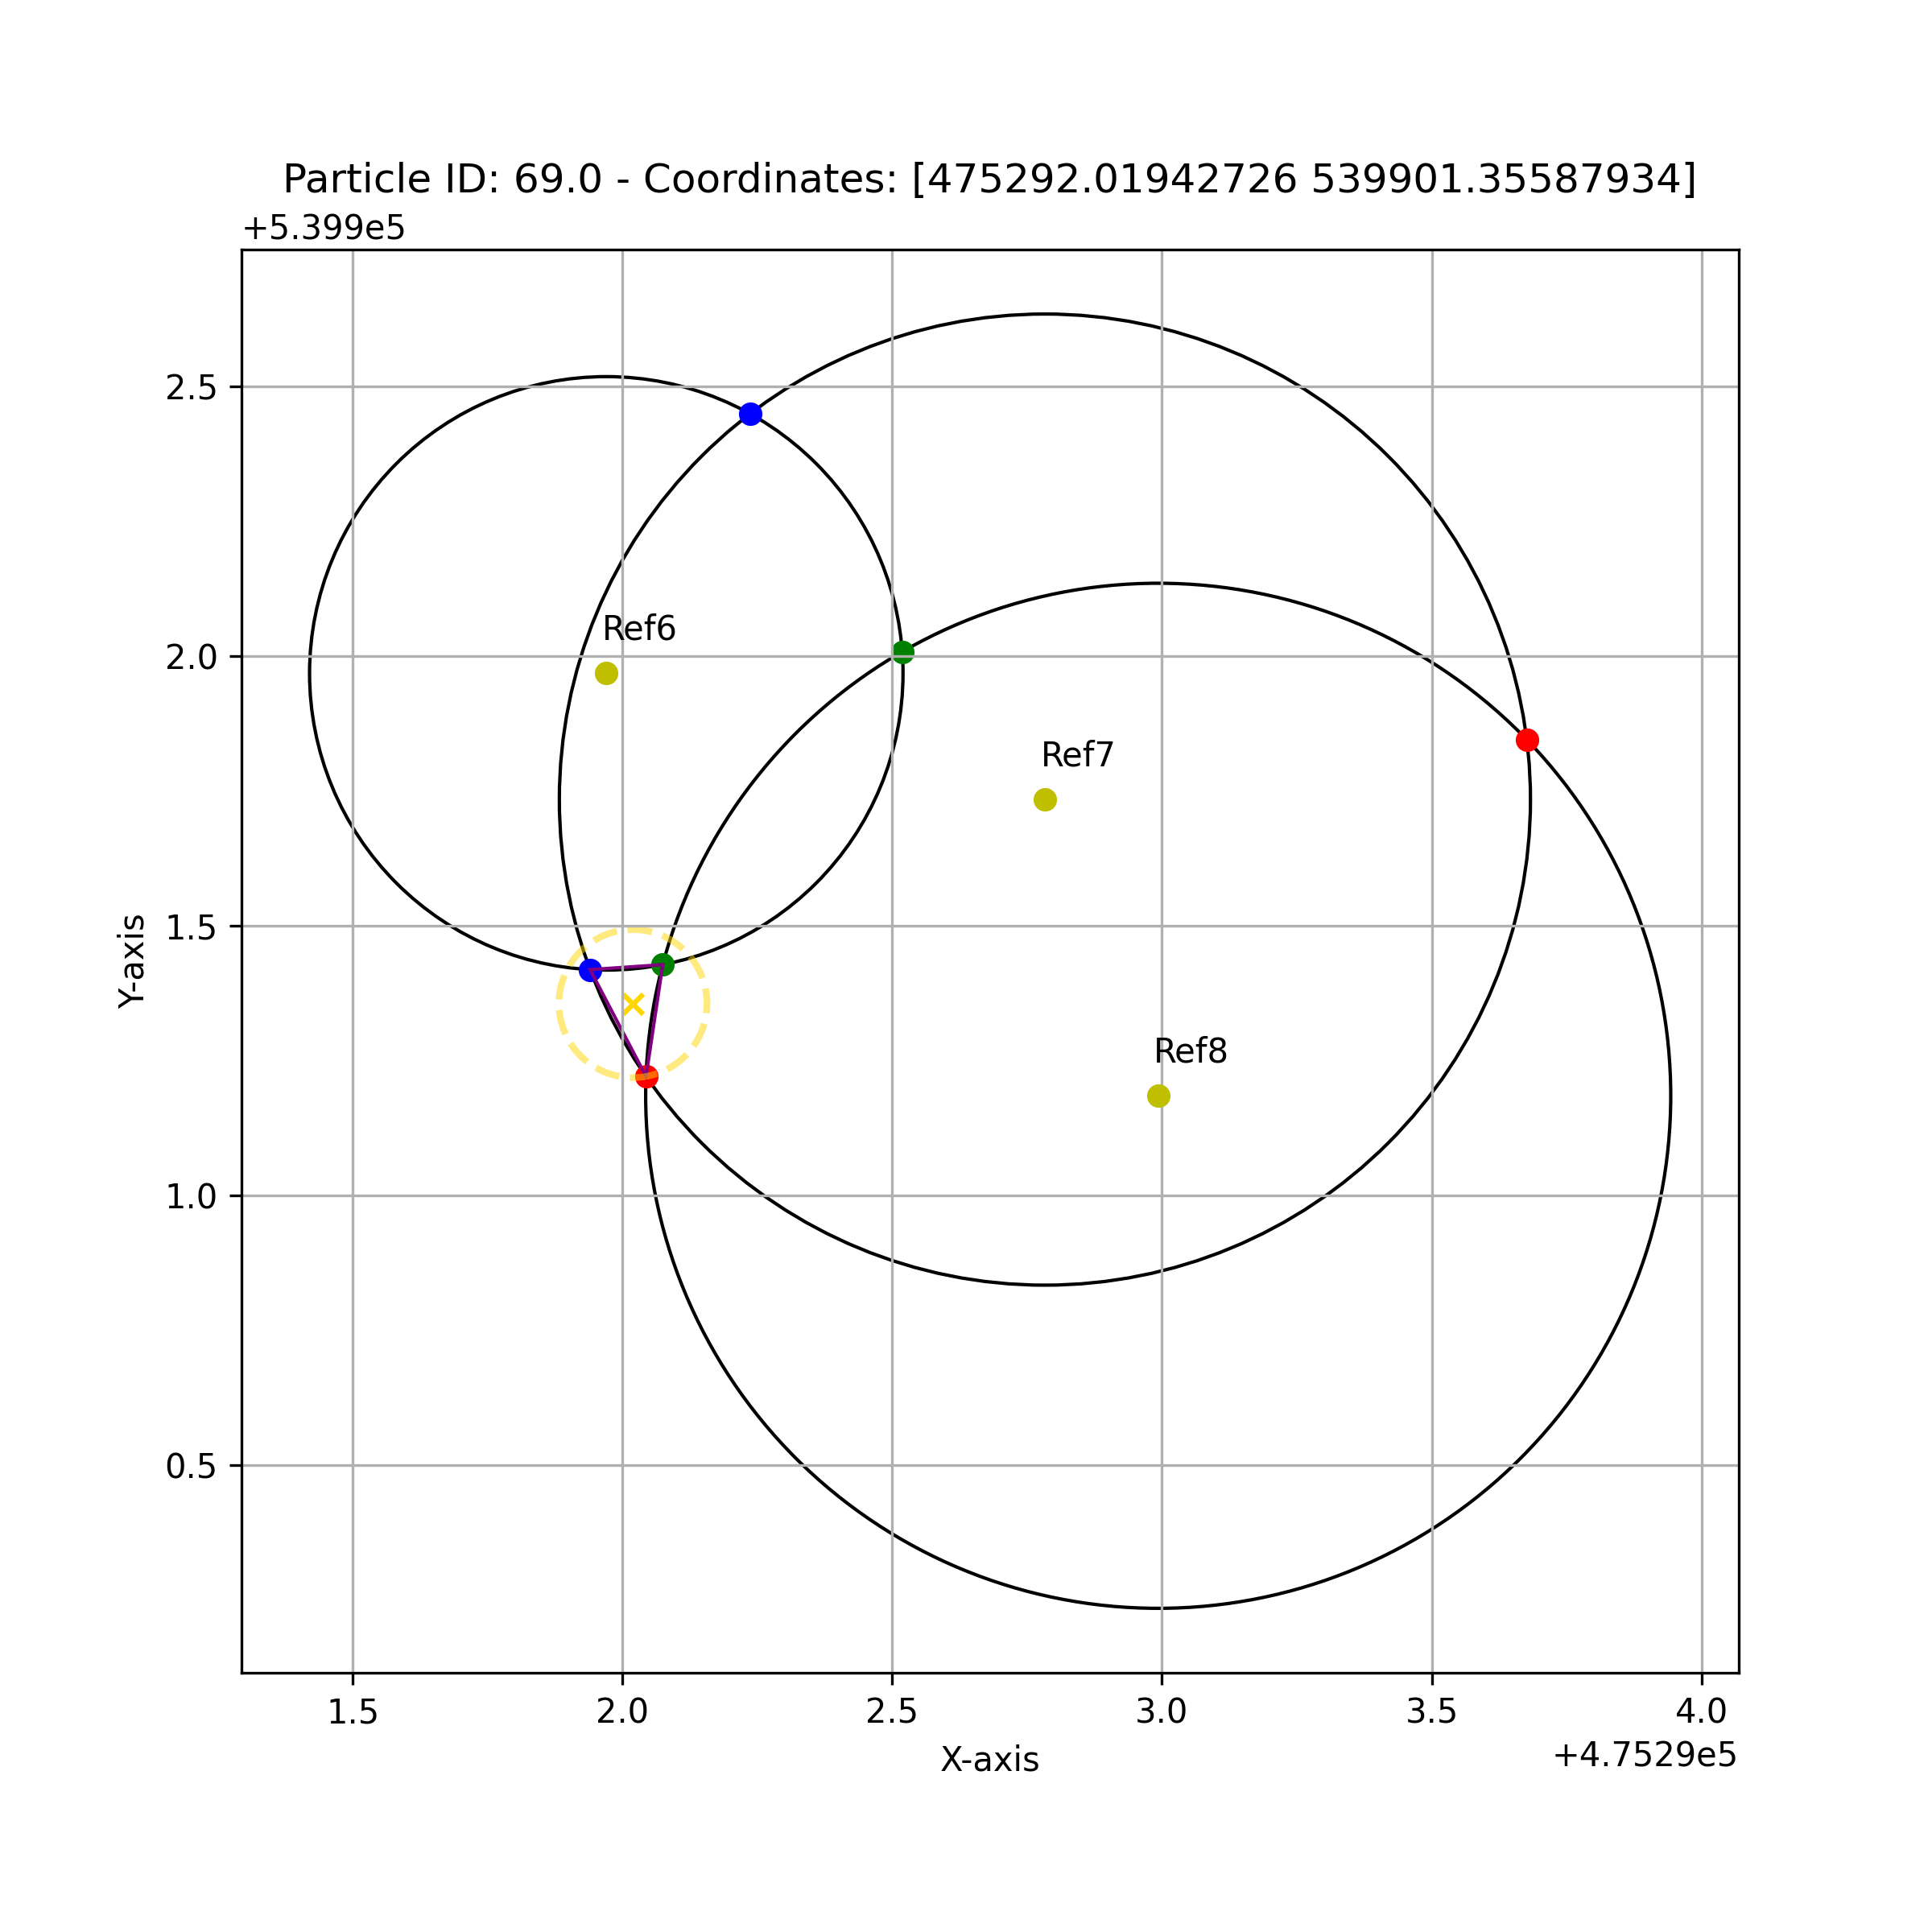 Particle ID: 69.0 - Coordinates: [475292.01942726 539901.35587934]
+5.399e5
2.5
Ref6
2.0
Ref7
Y-axis
1.5
Ref8
1.0
0.5
1.5 2.0 2.5 3.0 3.5 4.0
X-axis
+4.7529e5